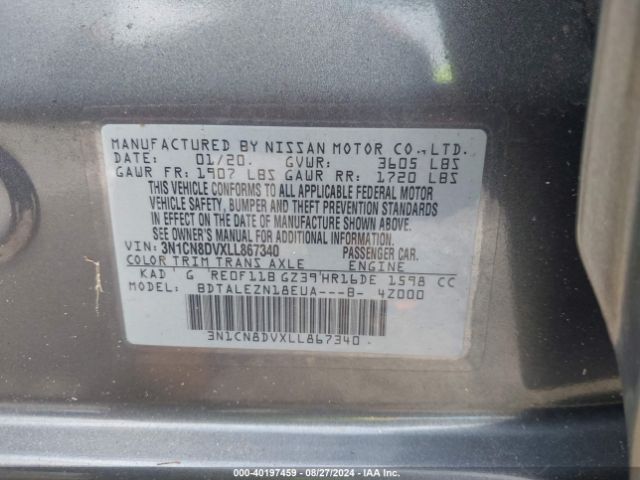 MANUFACTURED BY NISSAN MOTOR CO.,LTD.
DATE: 01/20. GVWR: 3605 LBS
GAWR FR: 1907 LBS GAWR RR: 1720 LBS
THIS VEHICLE CONFORMS TO ALL APPLICABLE FEDERAL MOTOR
VEHICLE SAFETY, BUMPER AND THEFT PREVENTION STANDARDS
IN EFFECT ON THE DATE OF MANUFACTURE SHOWN ABOVE.
SEE OWNER'S MANUAL FOR ADDITIONAL INFORMATION.
VIN: 3N1CN8DVXLL867340 PASSENGER CAR.
COLOR TRIM TRANS AXLE ENGINE
KAD G RE0F11B GZ39 HR16DE 1598 CC
MODEL: BDTALEZN18EUA---B- 4Z000
3N1CN8DVXLL867340
000-40197459 - 08/27/2024 - IAA Inc.